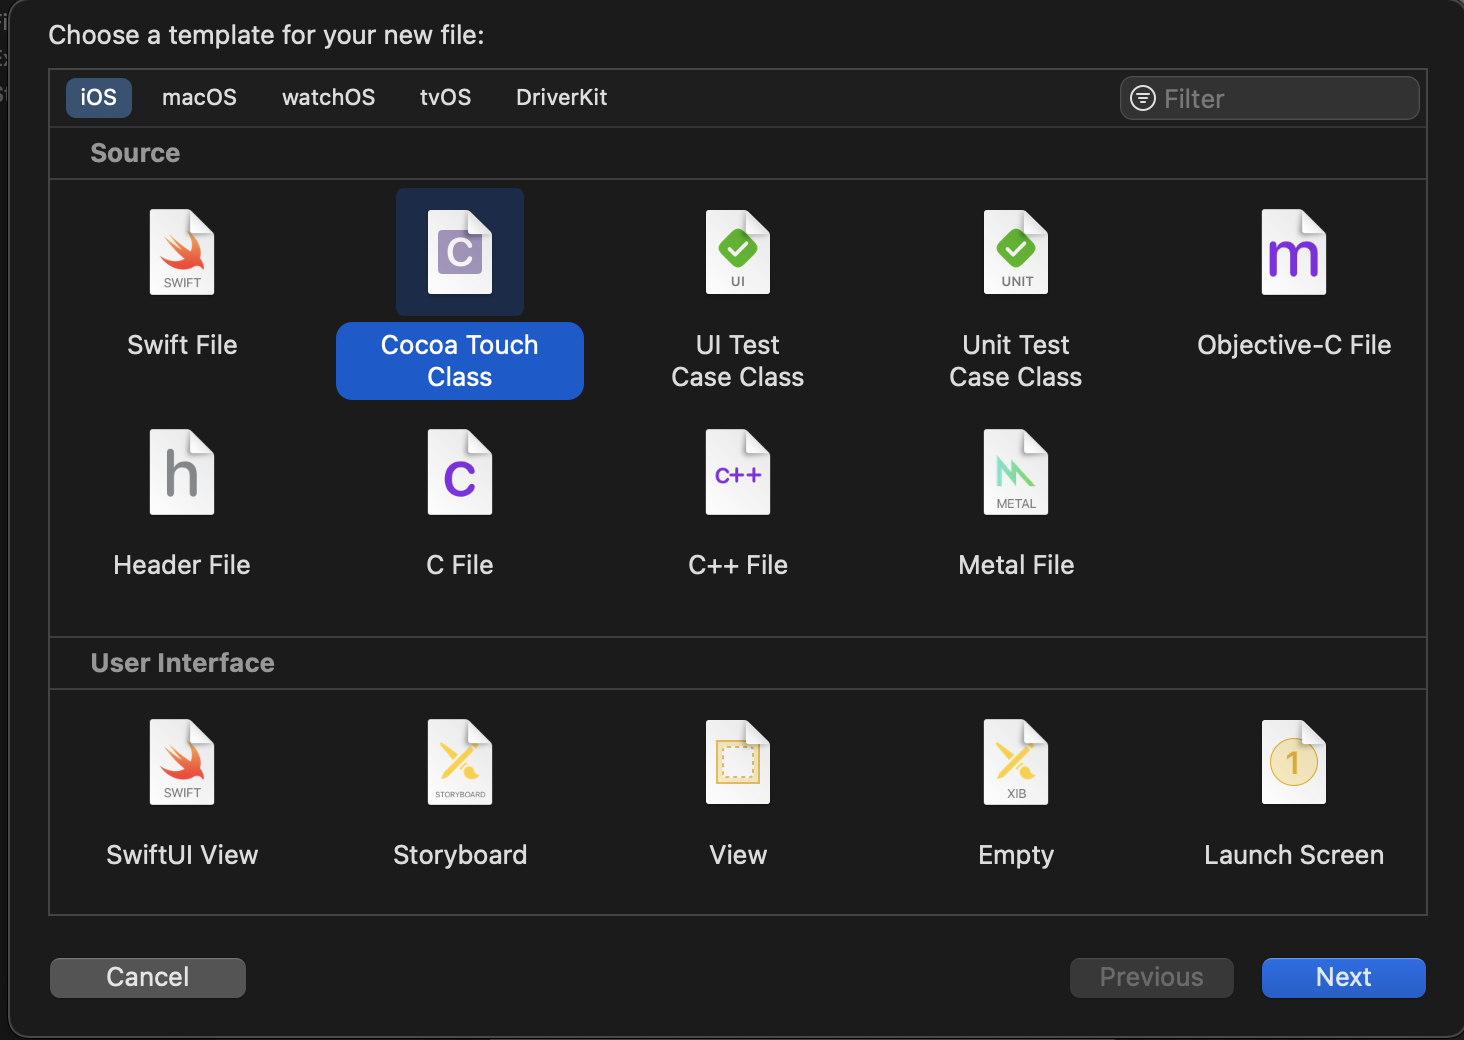 Choose a template for your new file:
iOS macOS watchOS tvOS DriverKit Filter
Source
SWIFT
C
UI
UNIT
m
Swift File
Cocoa Touch
Class
UI Test
Case Class
Unit Test
Case Class
Objective-C File
h
C
C++
METAL
Header File
C File
C++ File
Metal File
User Interface
SWIFT
STORYBOARD
XIB
1
SwiftUI View
Storyboard
View
Empty
Launch Screen
Cancel
Previous
Next